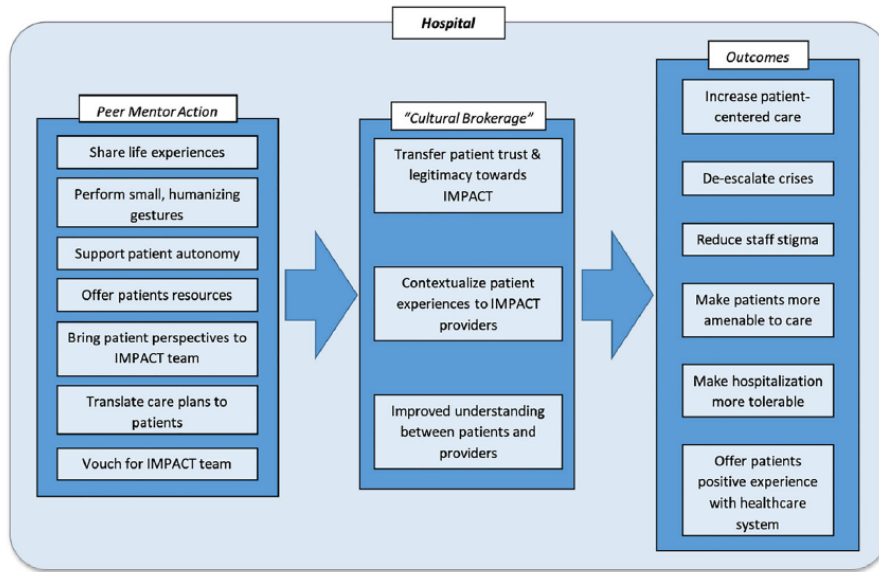 Hospital
Peer Mentor Action
Share life experiences
Perform small, humanizing
gestures
Support patient autonomy
Offer patients resources
Bring patient perspectives to
IMPACT team
Translate care plans to
patients
Vouch for IMPACT team
"Cultural Brokerage"
Transfer patient trust &
legitimacy towards
IMPACT
Contextualize patient
experiences to IMPACT
providers
Improved understanding
between patients and
providers
Outcomes
Increase patient-
centered care
De-escalate crises
Reduce staff stigma
Make patients more
amenable to care
Make hospitalization
more tolerable
Offer patients
positive experience
with healthcare
system